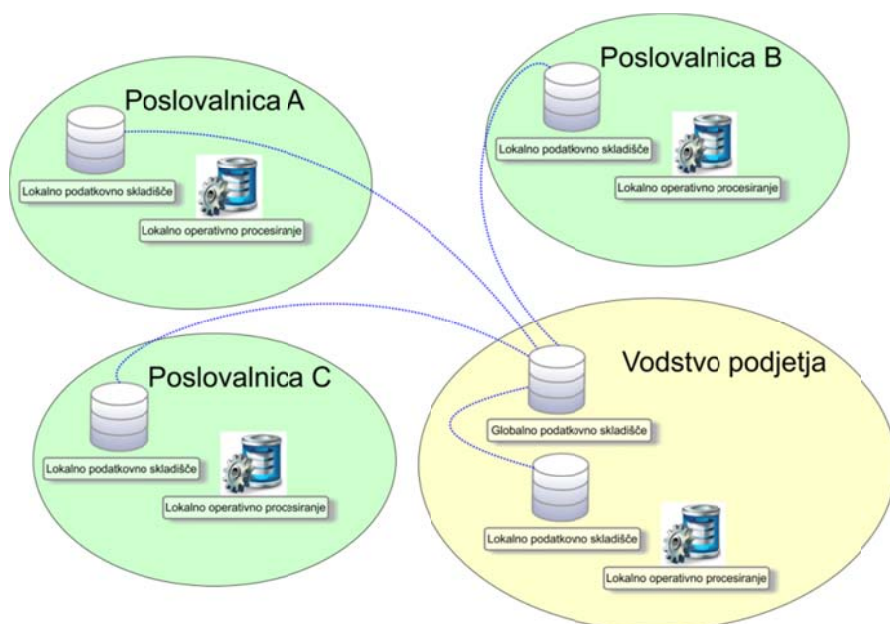 Poslovalnica A
Lokalno podatkovno skladišče
Lokalno operativno procesiranje
Poslovalnica B
Lokalno podatkovno skladišče
Lokalno operativno procesiranje
Poslovalnica C
Lokalno podatkovno skladišče
Lokalno operativno procesiranje
Vodstvo podjetja
Globalno podatkovno skladišče
Lokalno podatkovno skladišče
Lokalno operativno procesiranje